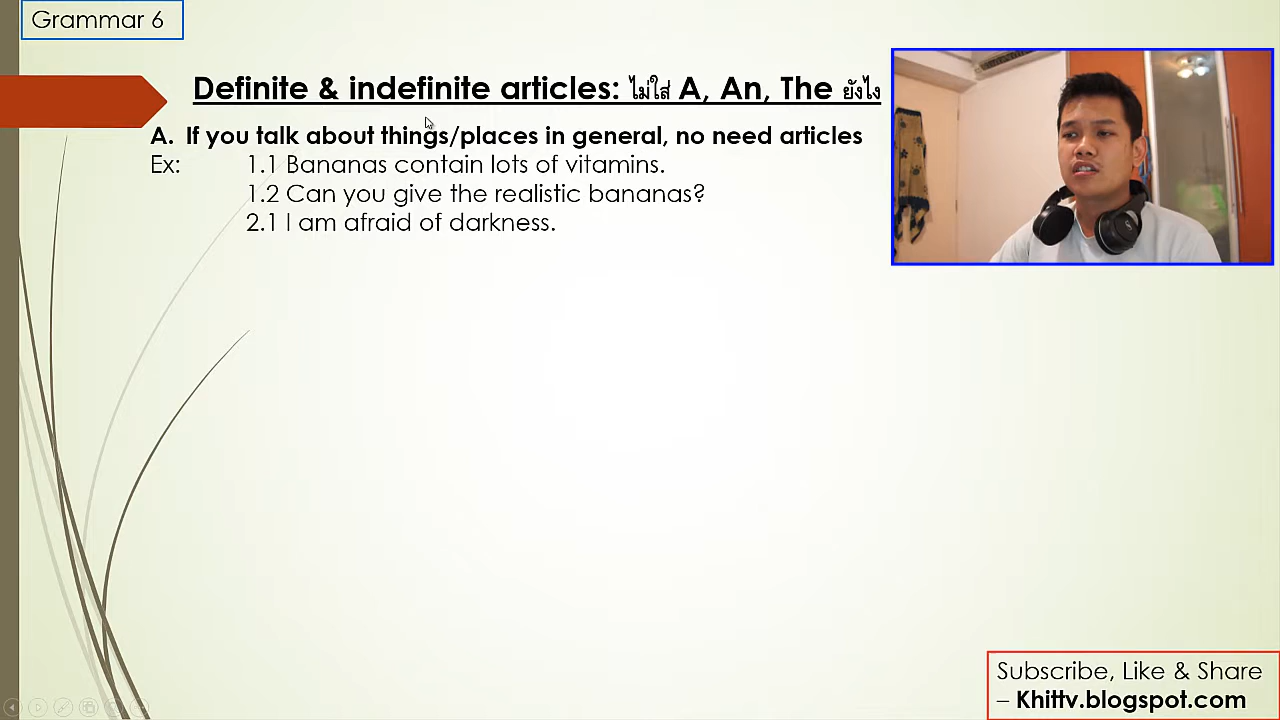 Grammar 6
Definite & indefinite articles: ไม่ใส่ A, An, The ยังไง
A. If you talk about things/places in general, no need articles
Ex: 1.1 Bananas contain lots of vitamins.
1.2 Can you give the realistic bananas?
2.1 I am afraid of darkness.
Subscribe, Like & Share
– Khittv.blogspot.com